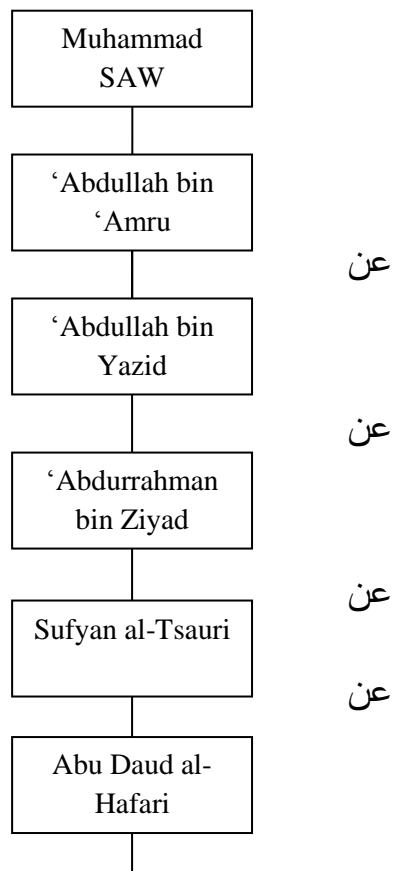 Muhammad
SAW
‘Abdullah bin
‘Amru
عن
‘Abdullah bin
Yazid
عن
‘Abdurrahman
bin Ziyad
عن
Sufyan al-Tsauri
عن
Abu Daud al-
Hafari